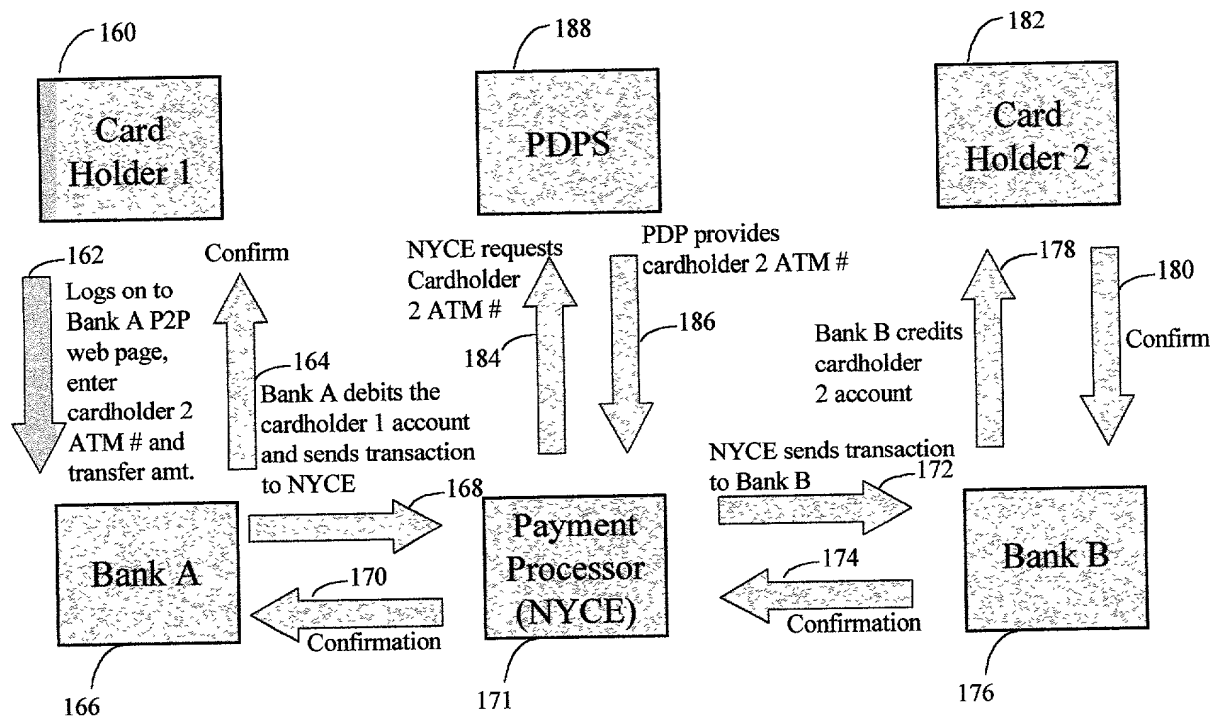 160
188
182
Card
Holder 1
PDPS
Card
Holder 2
162
Logs on to
Bank A P2P
web page,
enter
cardholder 2
ATM # and
transfer amt.
Confirm
164
Bank A debits the
cardholder 1 account
and sends transaction
to NYCE
NYCE requests
Cardholder
2 ATM #
184
PDP provides
cardholder 2 ATM #
186
178
Bank B credits
cardholder
2 account
180
Confirm
168
NYCE sends transaction
to Bank B
172
Bank A
170
Confirmation
Payment
Processor
(NYCE)
174
Confirmation
Bank B
166
171
176